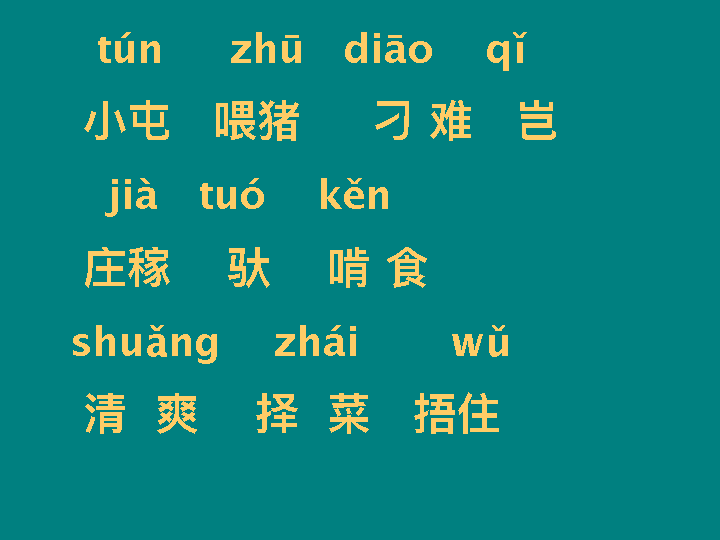 tún zhū diāo qǐ
小屯 喂猪 刁 难 岂
jià tuó kěn
庄稼 驮 啃 食
shuǎng zhái wǔ
清 爽 择 菜 捂住